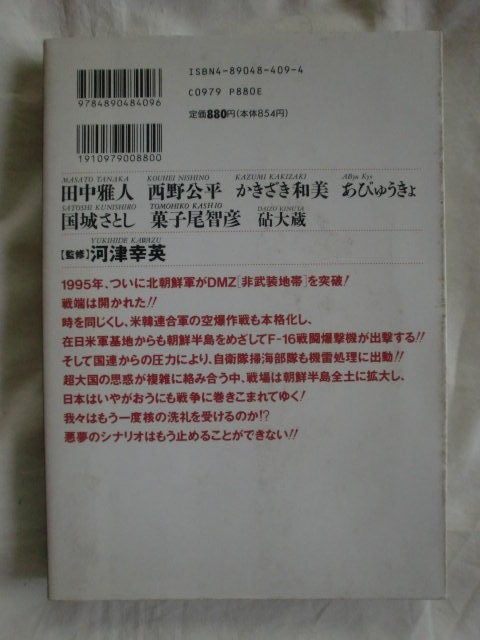 ISBN4-89048-409-4
C0979 P880E
定価880円(本体854円)
9784890484096
1910979008800
MASATO TANAKA KOUHEI NISHINO KAZUMI KAKIZAKI ABya Kyo
田中雅人 西野公平 かきざき和美 あびゅうきょ
SATOSHI KUNISHIRO TOMOHIKO KASHIO DAIZO KINUTA
国城さとし 菓子尾智彦 砧大蔵
YUKIHIDE KAWAZU
[監修]河津幸英
1995年、ついに北朝鮮軍がDMZ[非武装地帯]を突破!
戦端は開かれた!!
時を同じくし、米韓連合軍の空爆作戦も本格化し、
在日米軍基地からも朝鮮半島をめざしてF-16戦闘爆撃機が出撃する!!
そして国連からの圧力により、自衛隊掃海部隊も機雷処理に出動!!
超大国の思惑が複雑に絡み合う中、戦場は朝鮮半島全土に拡大し、
日本はいやがおうにも戦争に巻きこまれてゆく!
我々はもう一度核の洗礼を受けるのか!?
悪夢のシナリオはもう止めることができない!!